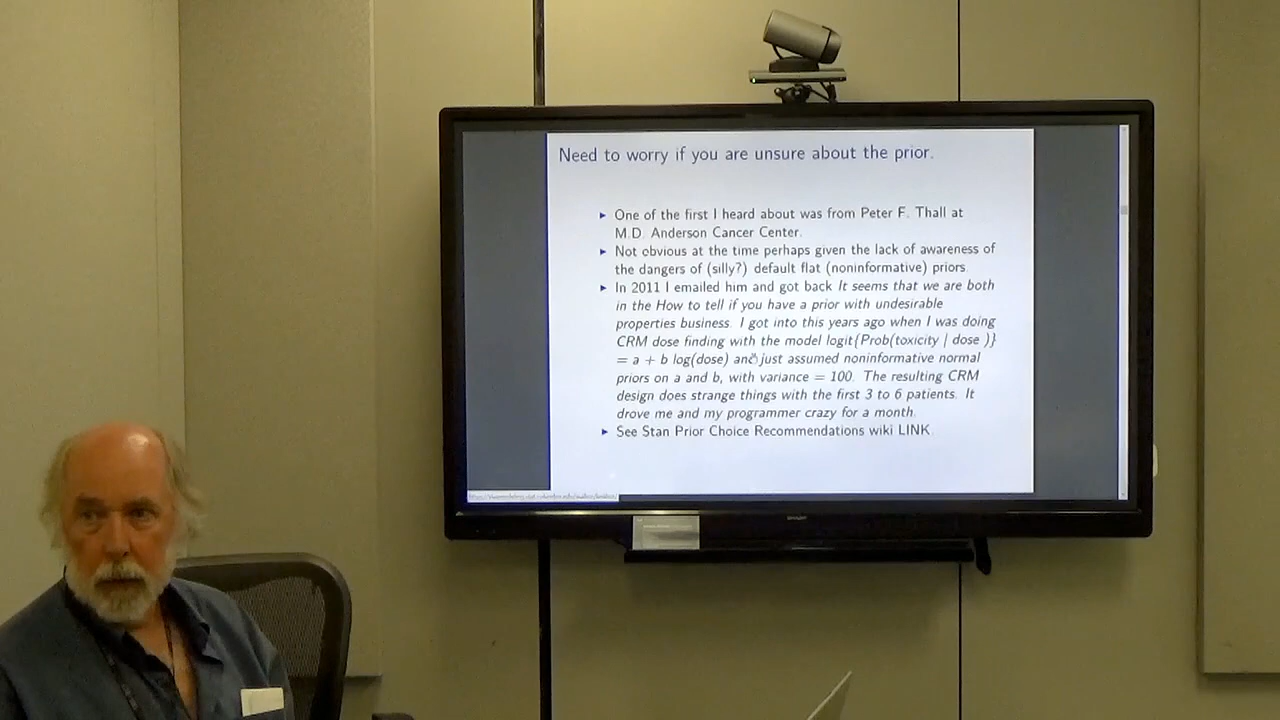 Need to worry if you are unsure about the prior.
▸ One of the first I heard about was from Peter F. Thall at
M.D. Anderson Cancer Center.
▸ Not obvious at the time perhaps given the lack of awareness of
the dangers of (silly?) default flat (noninformative) priors.
▸ In 2011 I emailed him and got back It seems that we are both
in the How to tell if you have a prior with undesirable
properties business. I got into this years ago when I was doing
CRM dose finding with the model logit{Prob(toxicity | dose )}
= a + b log(dose) and just assumed noninformative normal
priors on a and b, with variance = 100. The resulting CRM
design does strange things with the first 3 to 6 patients. It
drove me and my programmer crazy for a month.
▸ See Stan Prior Choice Recommendations wiki LINK.
SHARP